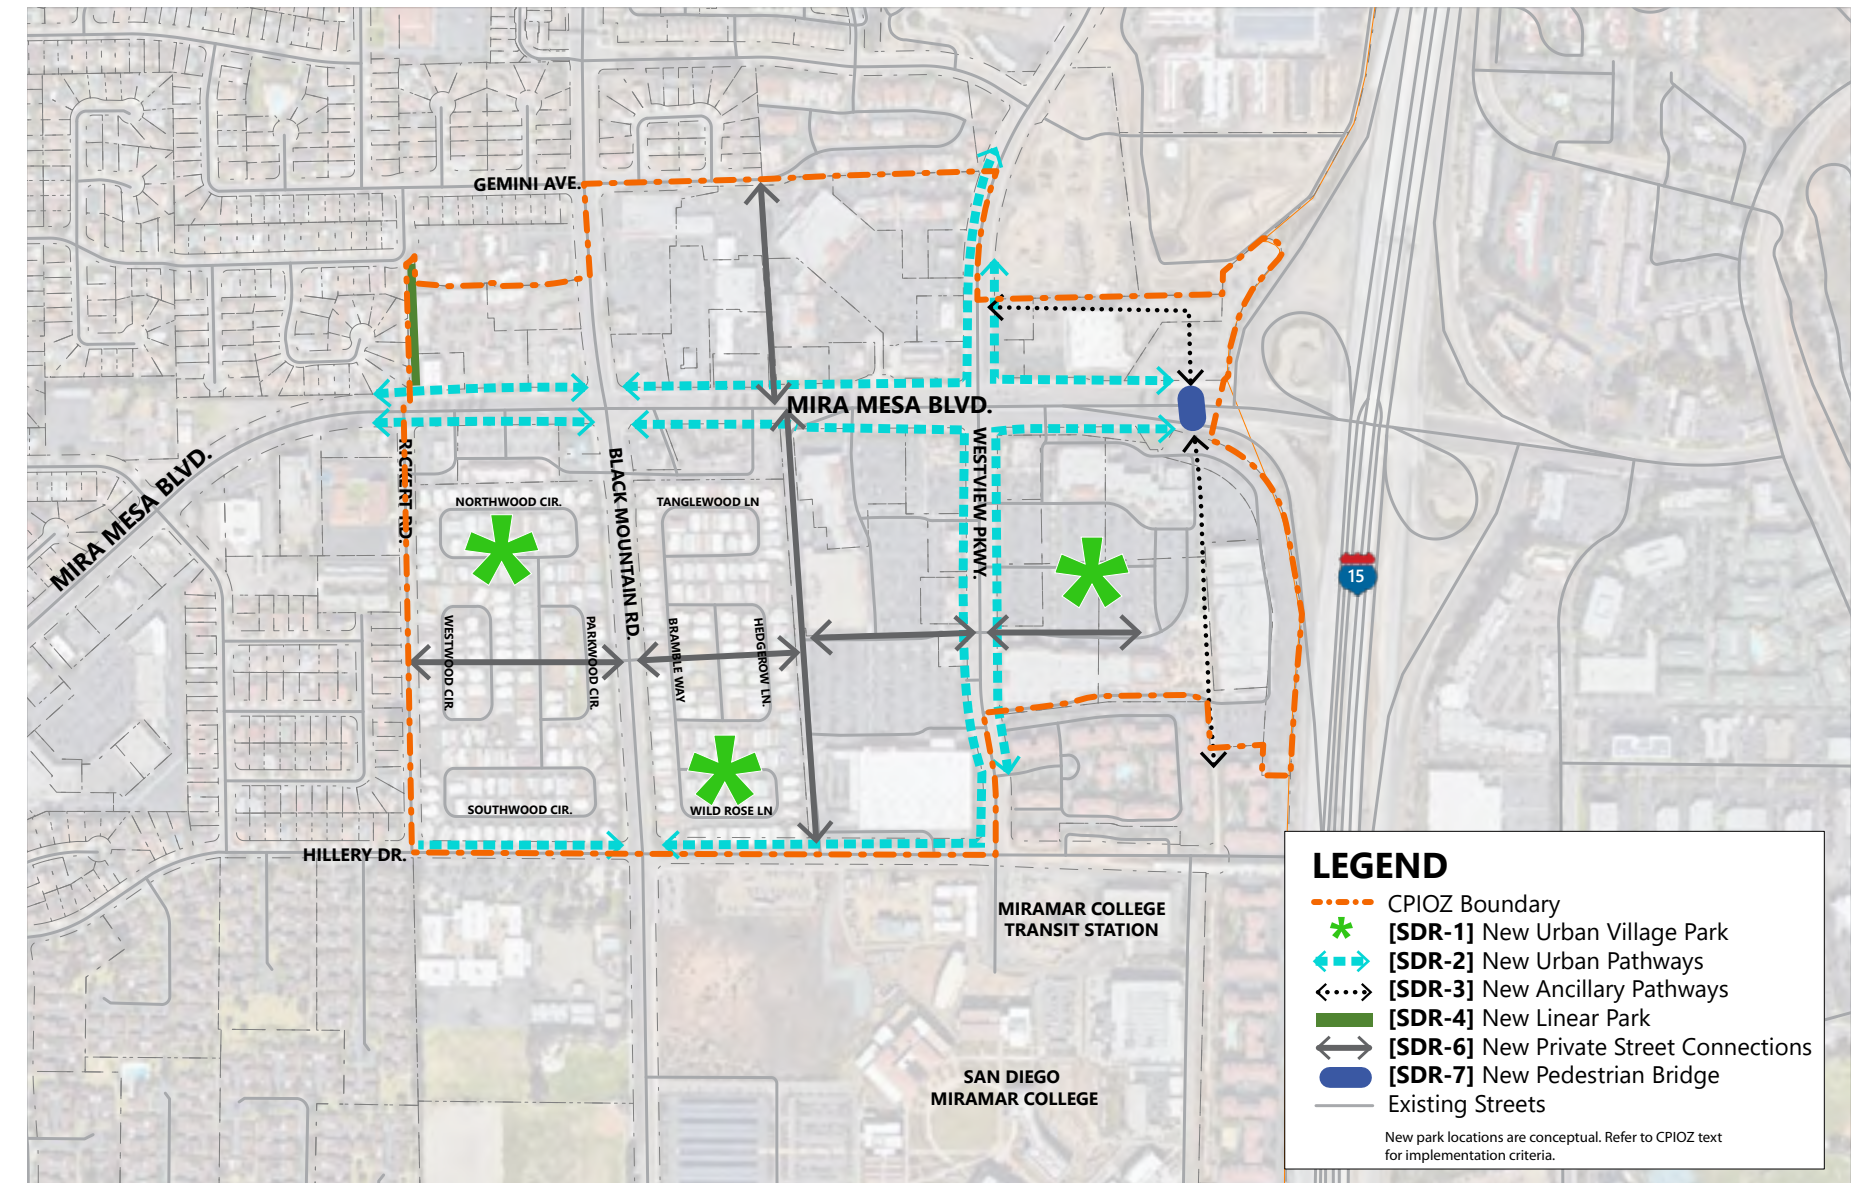 GEMINI AVE.
MIRA MESA BLVD.
MIRA MESA BLVD.
RICKERT RD.
BLACK MOUNTAIN RD.
WESTVIEW PKWY.
NORTHWOOD CIR.
TANGLEWOOD LN
WESTWOOD CIR.
PARKWOOD CIR.
BRAMBLE WAY
HEDGEROW LN.
15
SOUTHWOOD CIR.
WILD ROSE LN
HILLERY DR.
MIRAMAR COLLEGE
TRANSIT STATION
SAN DIEGO
MIRAMAR COLLEGE
LEGEND
CPIOZ Boundary
[SDR-1] New Urban Village Park
[SDR-2] New Urban Pathways
[SDR-3] New Ancillary Pathways
[SDR-4] New Linear Park
[SDR-6] New Private Street Connections
[SDR-7] New Pedestrian Bridge
Existing Streets
New park locations are conceptual. Refer to CPIOZ text
for implementation criteria.